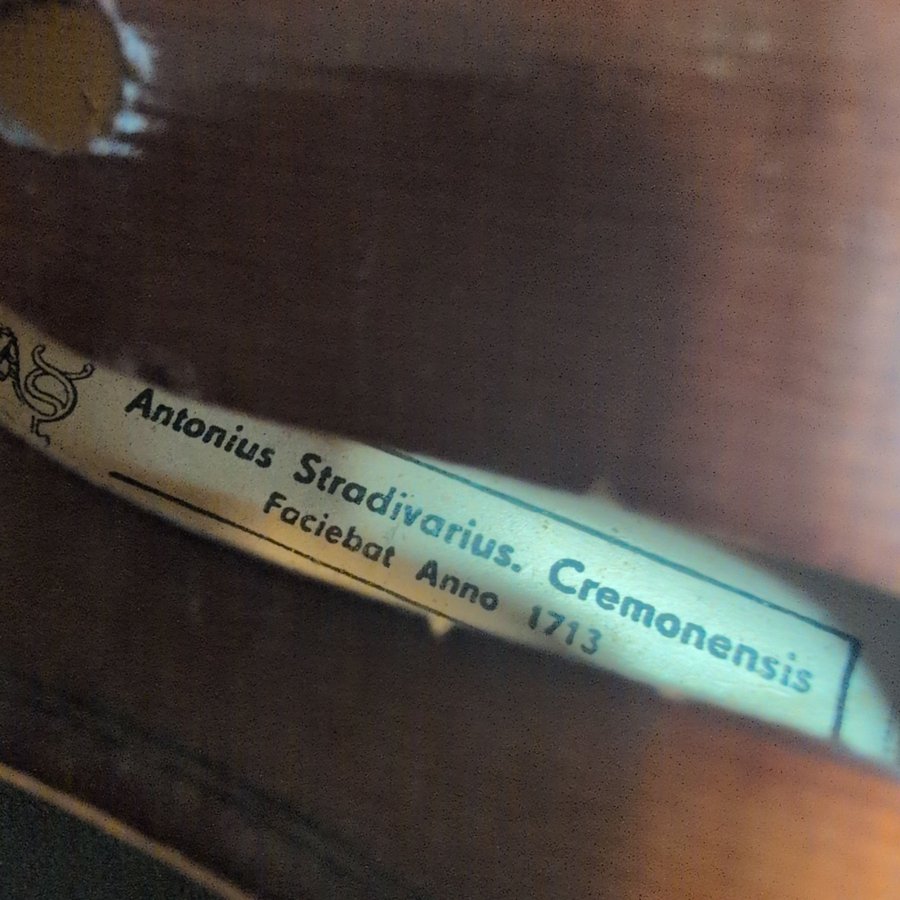 Antonius Stradivarius. Cremonensis
Faciebat Anno 1713